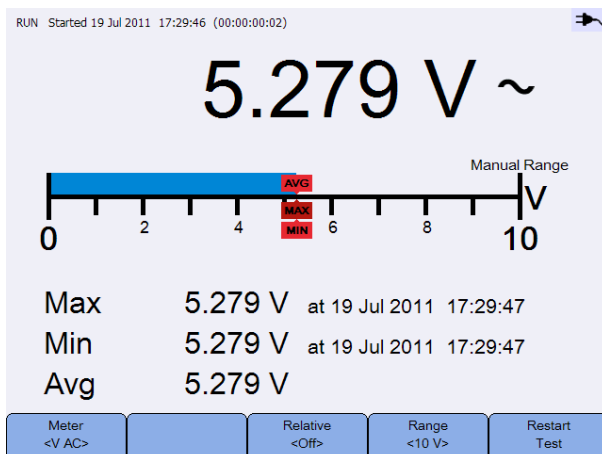 RUN Started 19 Jul 2011 17:29:46 (00:00:00:02)
5.279 V ~
Manual Range
AVG
V
MAX
0 2 4 MIN 6 8 10
Max 5.279 V at 19 Jul 2011 17:29:47
Min 5.279 V at 19 Jul 2011 17:29:47
Avg 5.279 V
Meter Relative Range Restart
<V AC> <Off> <10 V> Test